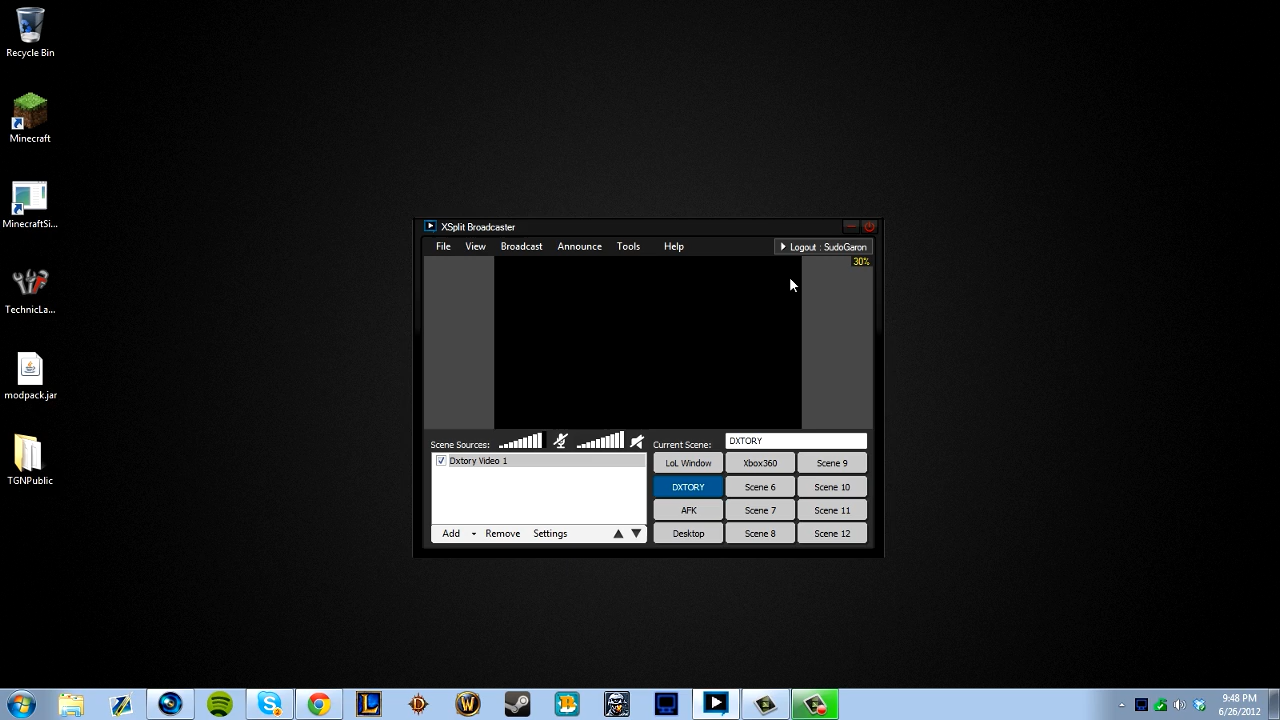 Recycle Bin
Minecraft
MinecraftSi...
TechnicLa...
modpack.jar
TGNPublic
XSplit Broadcaster
File View Broadcast Announce Tools Help Logout : SudoGaron
30%
Scene Sources: Current Scene: DXTORY
Dxtory Video 1
LoL Window Xbox360 Scene 9
DXTORY Scene 6 Scene 10
AFK Scene 7 Scene 11
Desktop Scene 8 Scene 12
Add Remove Settings
9:48 PM
6/26/2012